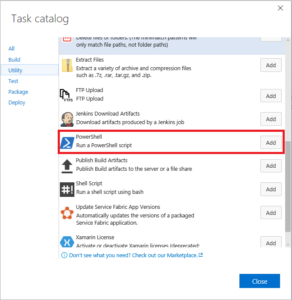 Task catalog
All
Build
Utility
Test
Package
Deploy
Delete files or folders. (The minimatch patterns will
only match file paths, not folder paths)
Extract Files
Extract a variety of archive and compression files
such as .7z, .rar, .tar.gz, and .zip.
Add
FTP Upload
FTP Upload
Add
Jenkins Download Artifacts
Download artifacts produced by a Jenkins job
Add
PowerShell
Run a PowerShell script
Add
Publish Build Artifacts
Publish Build artifacts to the server or a file share
Add
Shell Script
Run a shell script using bash
Add
Update Service Fabric App Versions
Automatically updates the versions of a packaged
Service Fabric application.
Add
Xamarin License
Activate or deactivate Xamarin licenses (deprecated;
Add
Don't see what you need? Check out our Marketplace.
Close